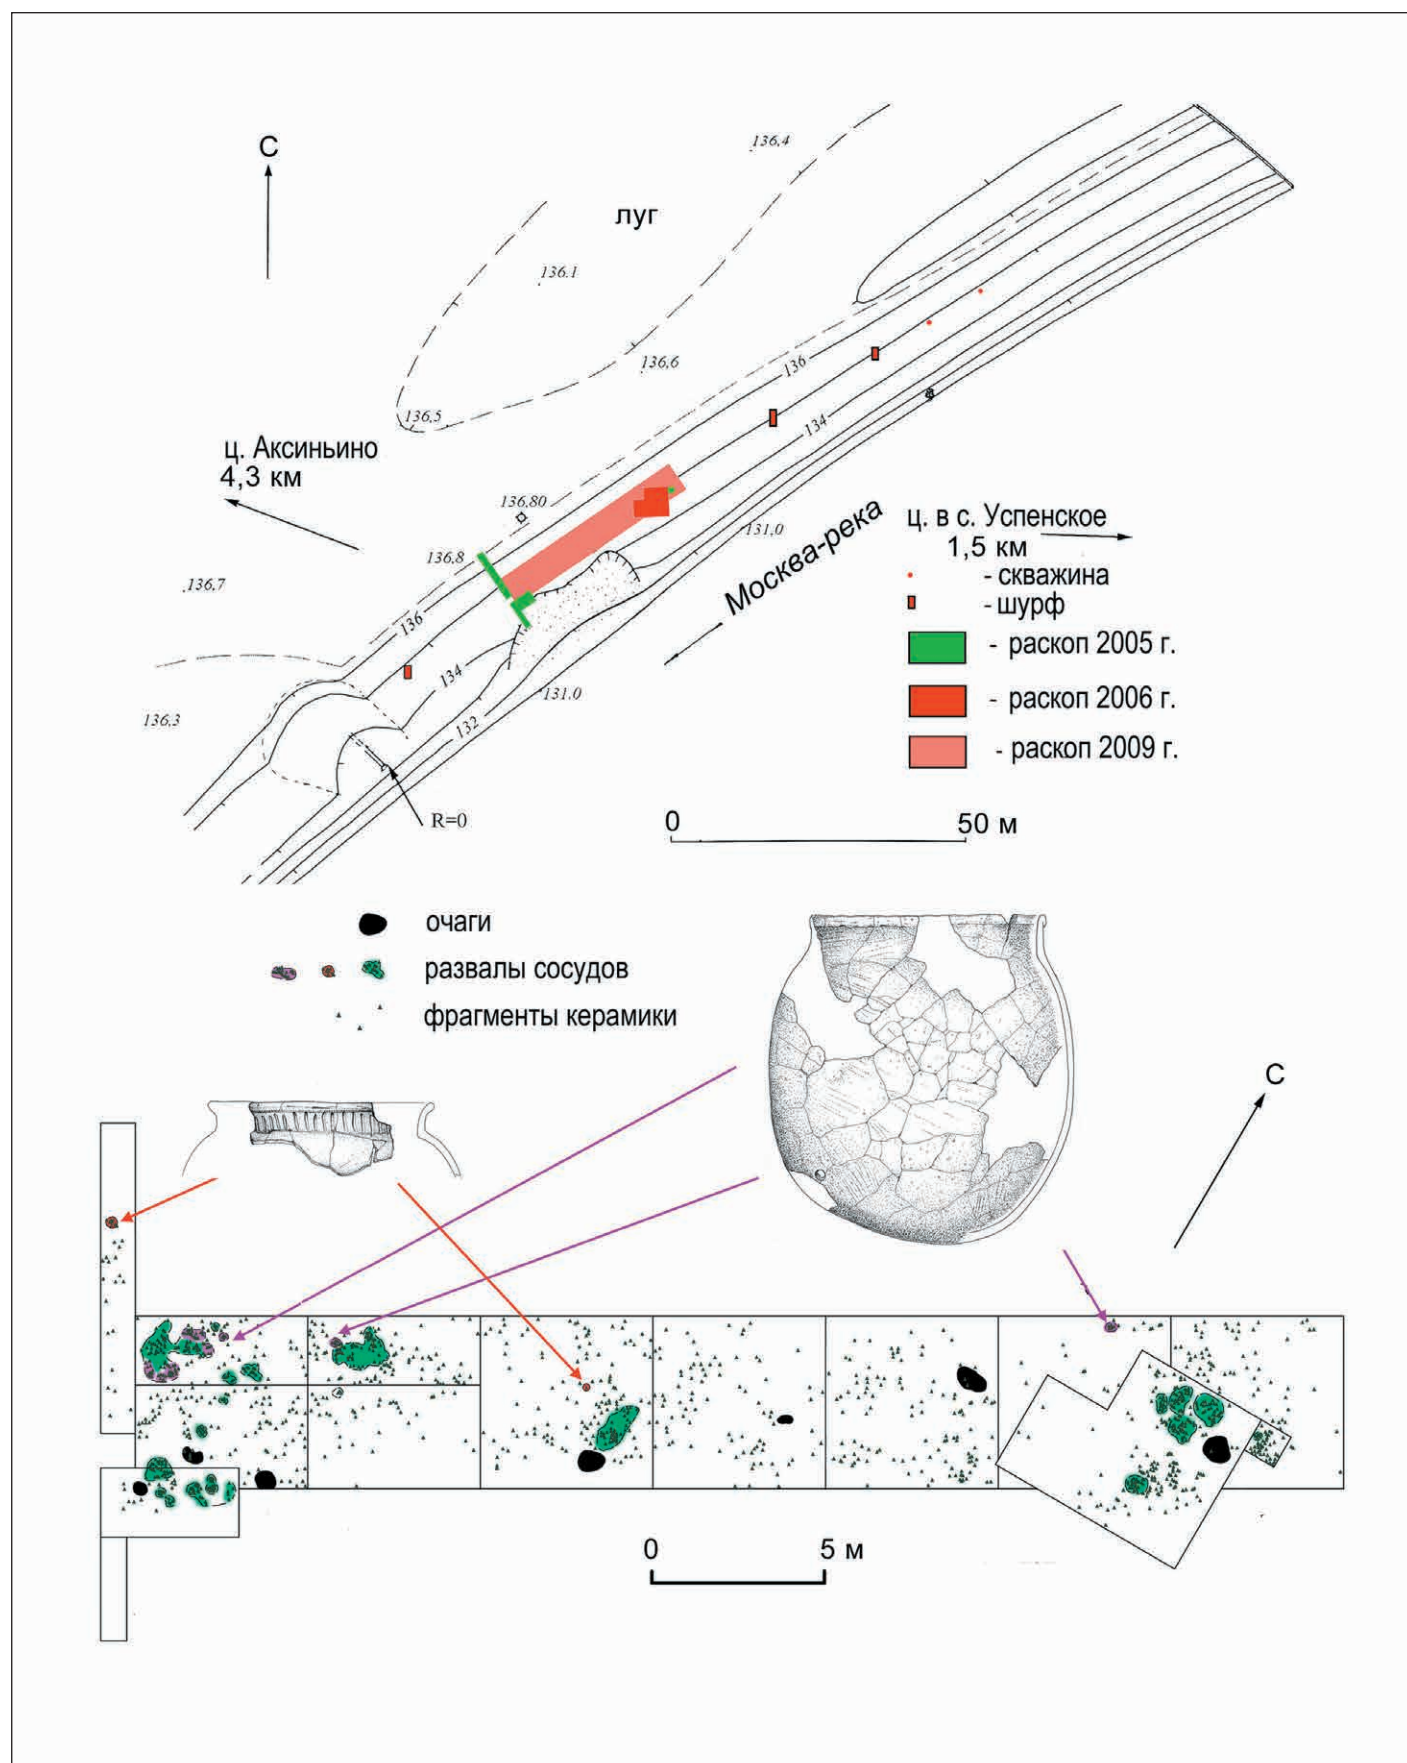 С
136,4
луг
136.1
136,6
136,5
136
134
ц. Аксиньино
4,3 км
136,80
136,8
131,0
Москва-река
ц. в с. Успенское
1,5 км
- скважина
- шурф
- раскоп 2005 г.
- раскоп 2006 г.
- раскоп 2009 г.
136,7
136
134
131.0
132
136,3
R=0
0
50 м
очаги
развалы сосудов
фрагменты керамики
С
0
5 м